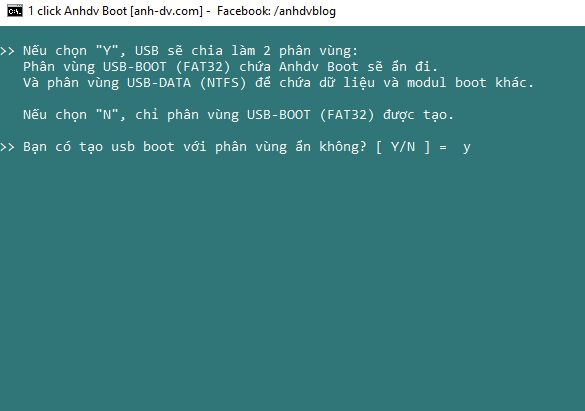 1 click Anhdv Boot [anh-dv.com] - Facebook: /anhdvblog
>> Nếu chọn "Y", USB sẽ chia làm 2 phân vùng:
Phân vùng USB-BOOT (FAT32) chứa Anhdv Boot sẽ ẩn đi.
Và phân vùng USB-DATA (NTFS) để chứa dữ liệu và modul boot khác.
Nếu chọn "N", chỉ phân vùng USB-BOOT (FAT32) được tạo.
>> Bạn có tạo usb boot với phân vùng ẩn không? [ Y/N ] = y